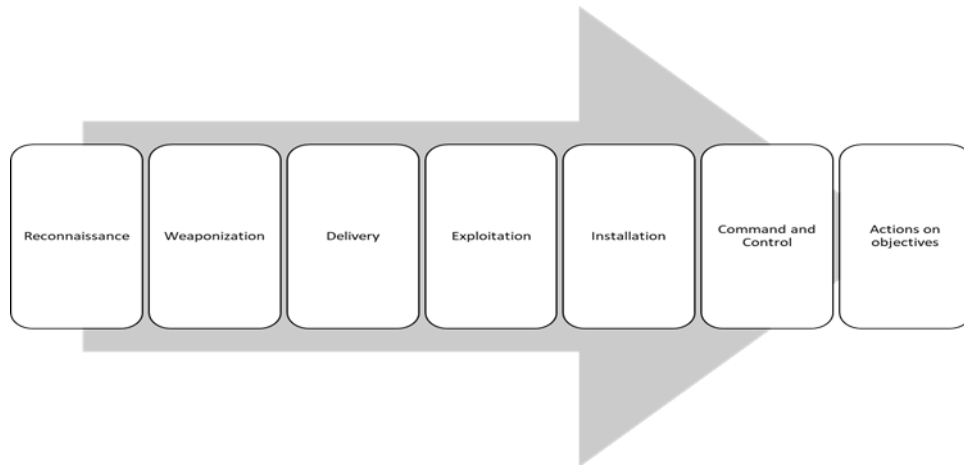 Reconnaissance
Weaponization
Delivery
Exploitation
Installation
Command and
Control
Actions on
objectives